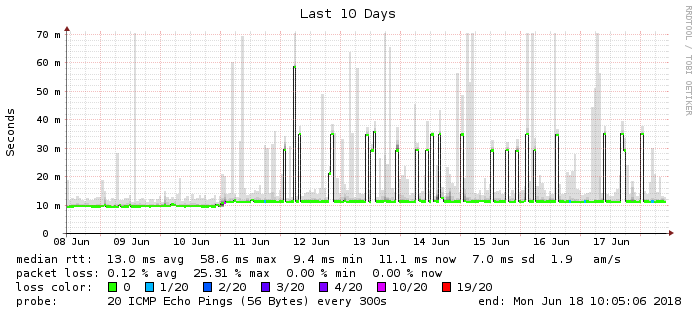 Last 10 Days
RRDTOOL / TOBI OETIKER
Seconds
70 m
60 m
50 m
40 m
30 m
20 m
10 m
0
08 Jun 09 Jun 10 Jun 11 Jun 12 Jun 13 Jun 14 Jun 15 Jun 16 Jun 17 Jun
median rtt: 13.0 ms avg 58.6 ms max 9.4 ms min 11.1 ms now 7.0 ms sd 1.9 am/s
packet loss: 0.12 % avg 25.31 % max 0.00 % min 0.00 % now
loss color: 0 1/20 2/20 3/20 4/20 10/20 19/20
probe: 20 ICMP Echo Pings (56 Bytes) every 300s end: Mon Jun 18 10:05:06 2018